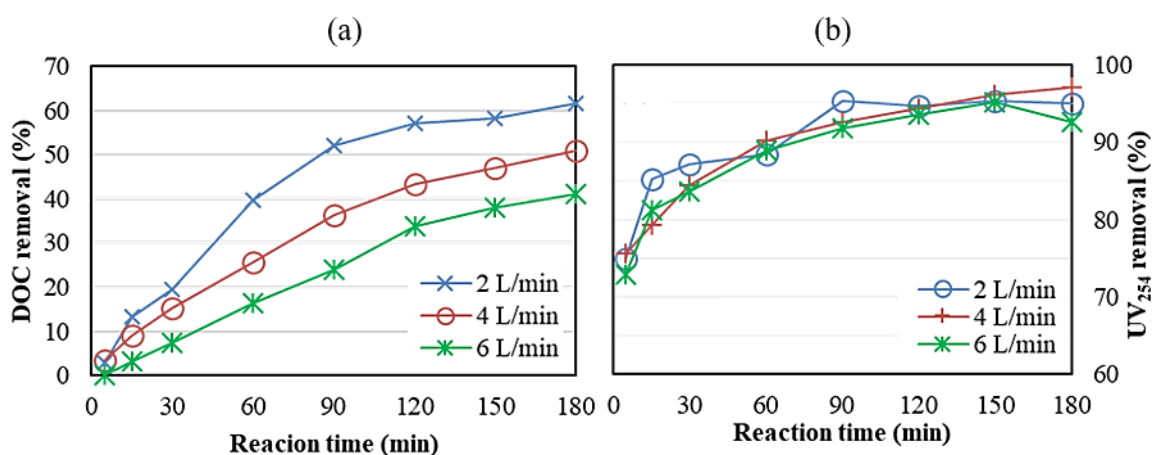 (a)
DOC removal (%)
70
60
50
40
30
20
10
0
0 30 60 90 120 150 180
Reacion time (min)
2 L/min
4 L/min
6 L/min
(b)
UV254 removal (%)
100
90
80
70
60
0 30 60 90 120 150 180
Reaction time (min)
2 L/min
4 L/min
6 L/min